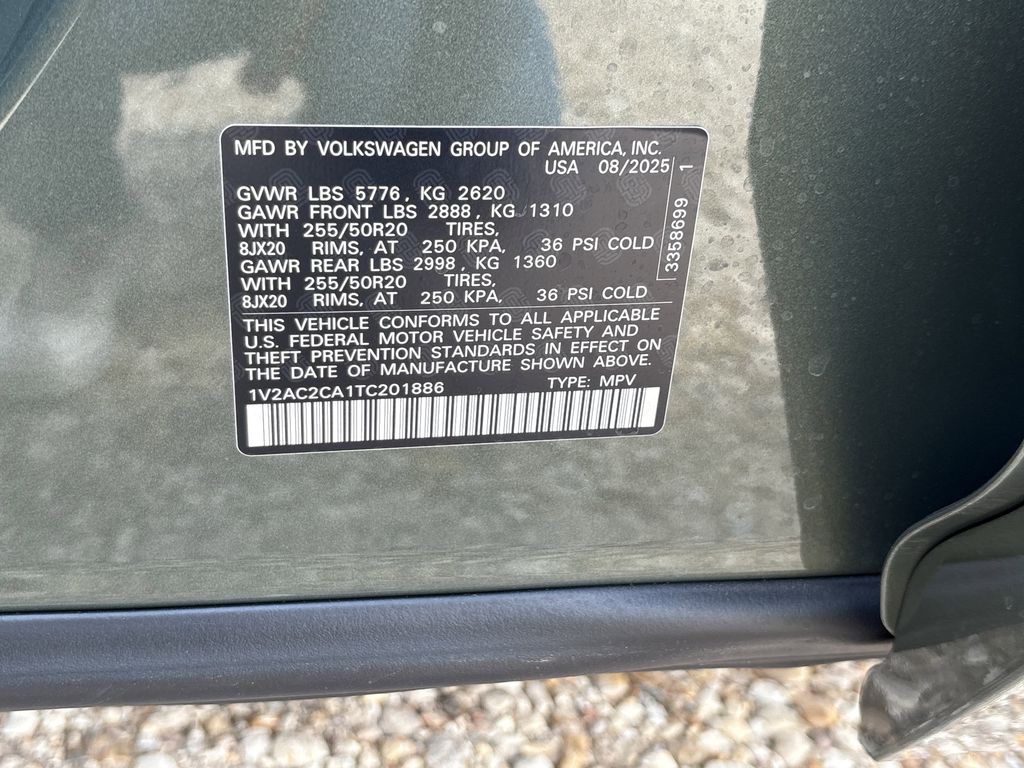 MFD BY VOLKSWAGEN GROUP OF AMERICA, INC.
USA 08/2025
GVWR LBS 5776, KG 2620
GAWR FRONT LBS 2888, KG 1310
WITH 255/50R20 TIRES,
8JX20 RIMS, AT 250 KPA, 36 PSI COLD
GAWR REAR LBS 2998, KG 1360
WITH 255/50R20 TIRES,
8JX20 RIMS, AT 250 KPA, 36 PSI COLD
3358699 1
THIS VEHICLE CONFORMS TO ALL APPLICABLE
U.S. FEDERAL MOTOR VEHICLE SAFETY AND
THEFT PREVENTION STANDARDS IN EFFECT ON
THE DATE OF MANUFACTURE SHOWN ABOVE.
1V2AC2CA1TC201886 TYPE: MPV